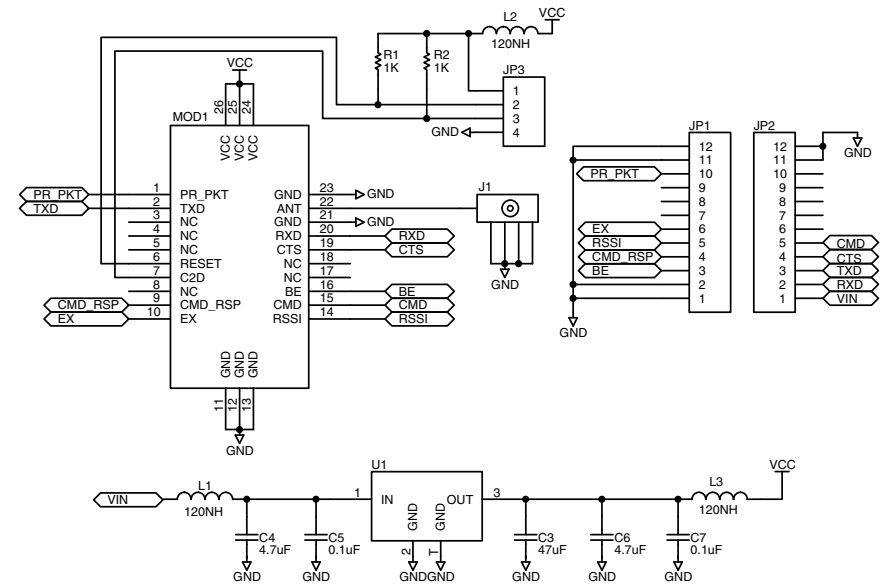 L2
VCC
120NH
R1
1K
R2
1K
JP3
1
2
3
4
GND
VCC
MOD1
26
25
24
VCC
VCC
VCC
PR_PKT
1
PR_PKT
TXD
2
TXD
3
NC
4
NC
5
NC
6
RESET
7
C2D
8
NC
CMD_RSP
9
CMD_RSP
EX
10
EX
GND
23
GND
ANT
22
GND
21
GND
RXD
20
RXD
CTS
19
CTS
NC
18
NC
17
BE
16
BE
CMD
15
CMD
RSSI
14
RSSI
GND
GND
GND
11
12
13
GND
J1
GND
JP1
12
11
PR_PKT
10
9
8
7
6
EX
5
RSSI
4
CMD_RSP
3
BE
2
1
GND
JP2
12
11
GND
10
9
8
7
6
5
CMD
4
CTS
3
TXD
2
RXD
1
VIN
VIN
L1
120NH
C4
4.7uF
GND
C5
0.1uF
GND
U1
1
IN
OUT
3
GND
GND
2
T
GND
GND
C3
47uF
GND
C6
4.7uF
GND
C7
0.1uF
GND
L3
120NH
VCC